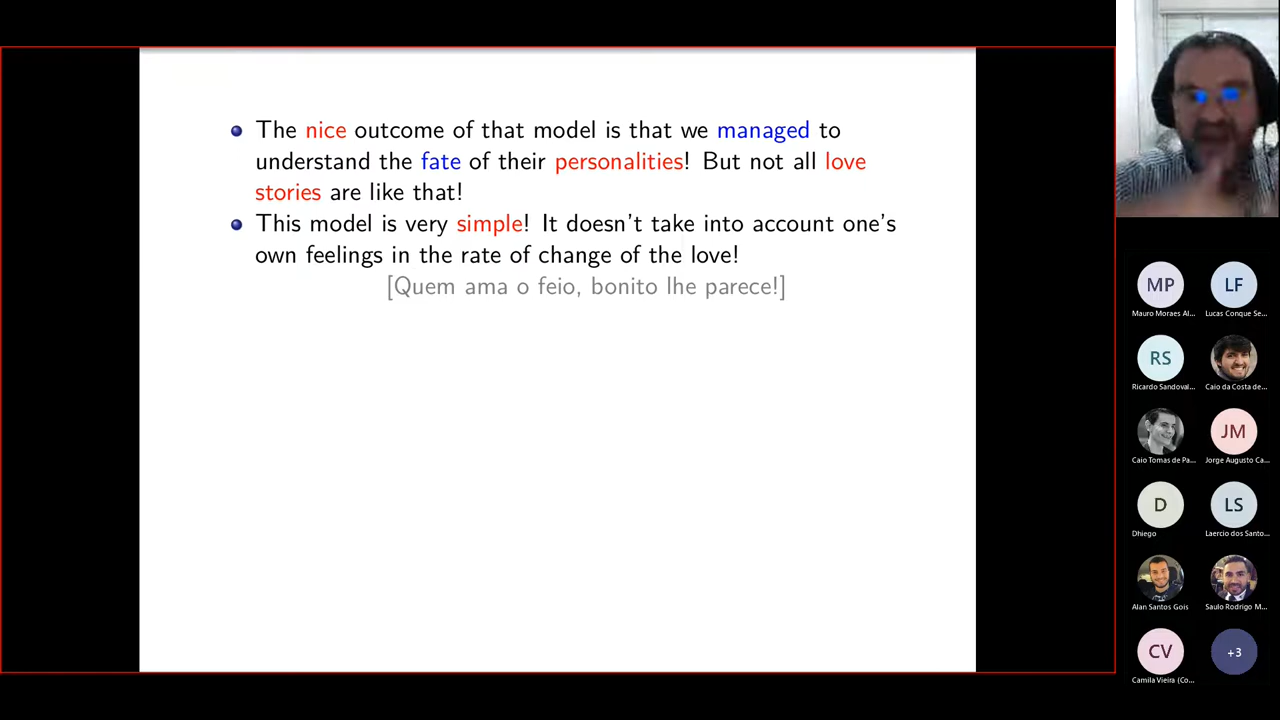 The nice outcome of that model is that we managed to
understand the fate of their personalities! But not all love
stories are like that!
This model is very simple! It doesn't take into account one's
own feelings in the rate of change of the love!
[Quem ama o feio, bonito lhe parece!]
MP
LF
Mauro Moraes Al...
Lucas Conque Se...
RS
Ricardo Sandoval...
Caio da Costa de...
JM
Caio Tomas de Pa...
Jorge Augusto Ca...
D
LS
Dhiego
Laercio dos Santo...
Alan Santos Gois
Saulo Rodrigo M...
CV
+3
Camila Vieira (Co...